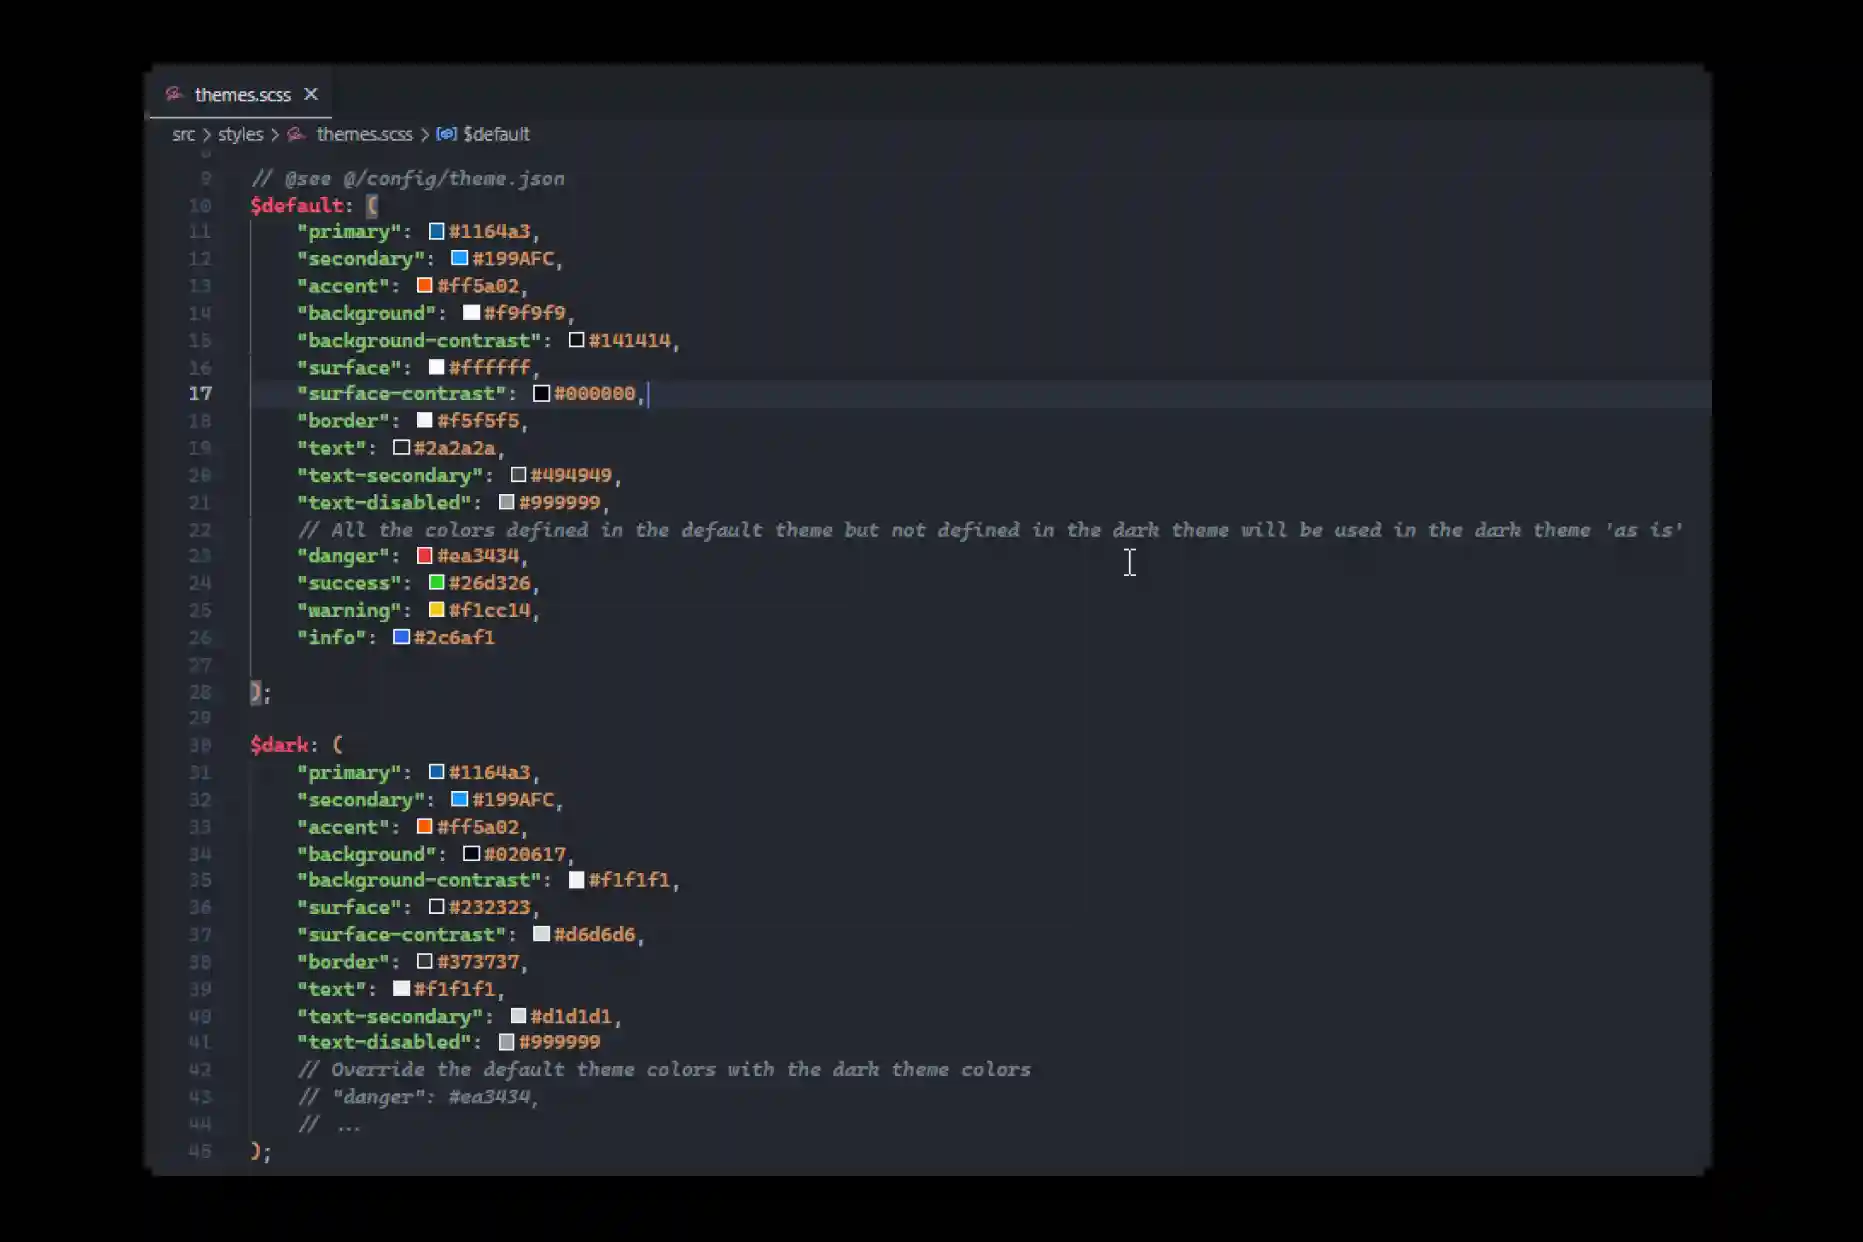 themes.scss
src > styles > themes.scss > $default
8
9 // @see @/config/theme.json
10 $default: (
11 "primary": #1164a3,
12 "secondary": #199AFC,
13 "accent": #ff5a02,
14 "background": #f9f9f9,
15 "background-contrast": #141414,
16 "surface": #ffffff,
17 "surface-contrast": #000000,
18 "border": #f5f5f5,
19 "text": #2a2a2a,
20 "text-secondary": #494949,
21 "text-disabled": #999999,
22 // All the colors defined in the default theme but not defined in the dark theme will be used in the dark theme 'as is'
23 "danger": #ea3434,
24 "success": #26d326,
25 "warning": #f1cc14,
26 "info": #2c6af1
27
28 );
29
30 $dark: (
31 "primary": #1164a3,
32 "secondary": #199AFC,
33 "accent": #ff5a02,
34 "background": #020617,
35 "background-contrast": #f1f1f1,
36 "surface": #232323,
37 "surface-contrast": #d6d6d6,
38 "border": #373737,
39 "text": #f1f1f1,
40 "text-secondary": #d1d1d1,
41 "text-disabled": #999999
42 // Override the default theme colors with the dark theme colors
43 // "danger": #ea3434,
44 // ...
45 );